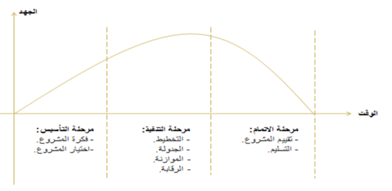 الجهد
الوقت
مرحلة التأسيس:
- فكرة المشروع.
-اختيار المشروع.
مرحلة التنفيذ:
- التخطيط.
- الجدولة.
- الموازنة.
- الرقابة.
مرحلة الاتمام:
- تقييم المشروع.
- التسليم.